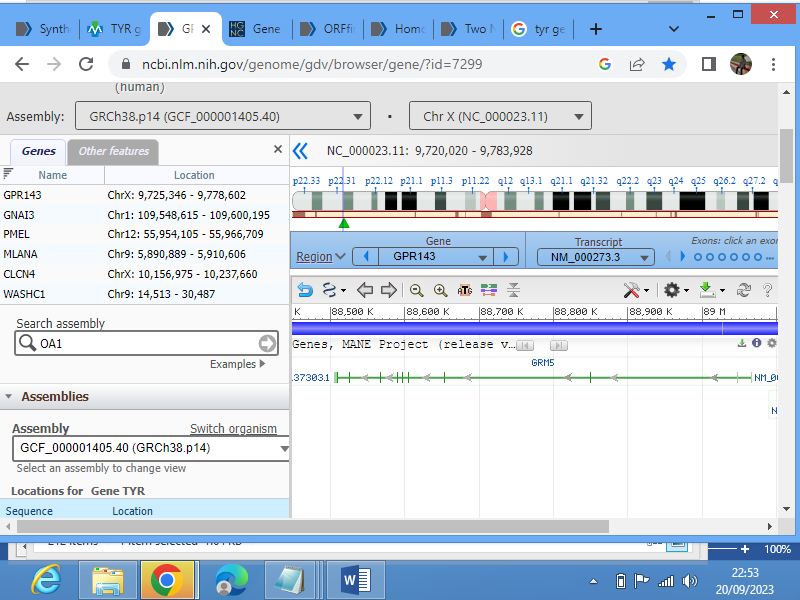 Synth
TYR g
GF
Gene
ORFfi
Homo
Two N
tyr ge
ncbi.nlm.nih.gov/genome/gdv/browser/gene/?id=7299
(human)
Assembly:
GRCh38.p14 (GCF_000001405.40)
Chr X (NC_000023.11)
Genes
Other features
NC_000023.11: 9,720,020 - 9,783,928
Name
Location
GPR143 ChrX: 9,725,346 - 9,778,602
GNAI3 Chr1: 109,548,615 - 109,600,195
PMEL Chr12: 55,954,105 - 55,966,709
MLANA Chr9: 5,890,889 - 5,910,606
CLCN4 ChrX: 10,156,975 - 10,237,660
WASHC1 Chr9: 14,513 - 30,487
p22.33 p22.31 p22.12 p21.1 p11.3 p11.22 q12 q13.1 q21.1 q21.32 q22.2 q23 q24 q25 q26.2 q27.2 q
Region
Gene
GPR143
Transcript
NM_000273.3
Exons: click an exon
Search assembly
OA1
Examples
Assemblies
Assembly
Switch organism
GCF_000001405.40 (GRCh38.p14)
Select an assembly to change view
Locations for Gene TYR
Sequence
Location
K 88,500 K 88,600 K 88,700 K 88,800 K 88,900 K 89 M
Genes, MANE Project (release v…
GRM5
.37303.1
NM_00
N
100%
22:53
20/09/2023